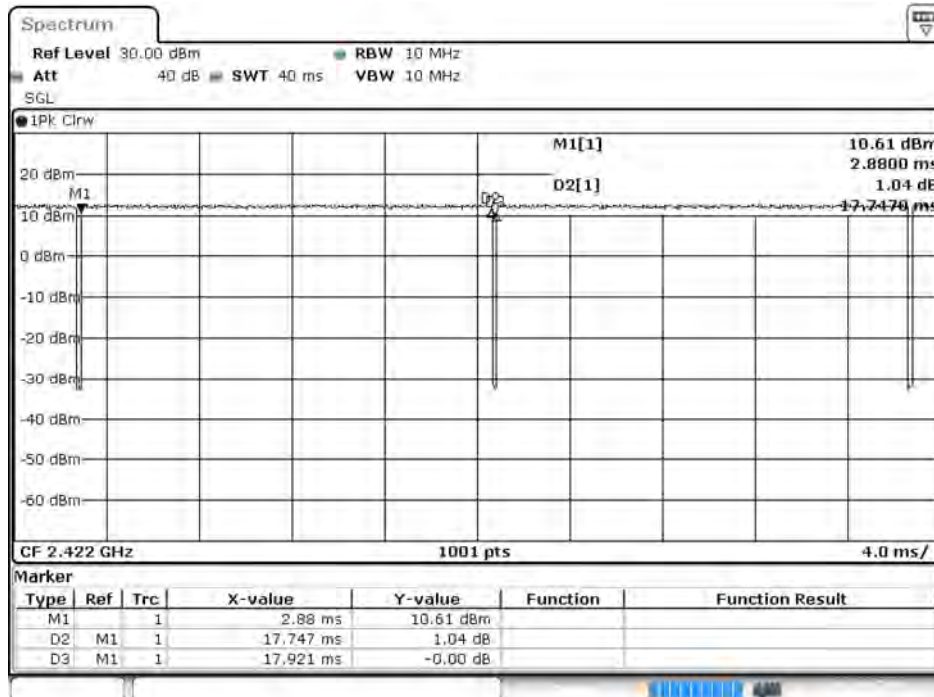 Spectrum
Ref Level 30.00 dBm RBW 10 MHz
Att 40 dB SWT 40 ms VBW 10 MHz
SGL
1Pk Clrw
M1[1] 10.61 dBm
2.8800 ms
20 dBm
D2[1] 1.04 dB
M1
17.7470 ms
10 dBm
0 dBm
-10 dBm
-20 dBm
-30 dBm
-40 dBm
-50 dBm
-60 dBm
CF 2.422 GHz 1001 pts 4.0 ms/
Marker
Type Ref Trc X-value Y-value Function Function Result
M1 1 2.88 ms 10.61 dBm
D2 M1 1 17.747 ms 1.04 dB
D3 M1 1 17.921 ms -0.00 dB